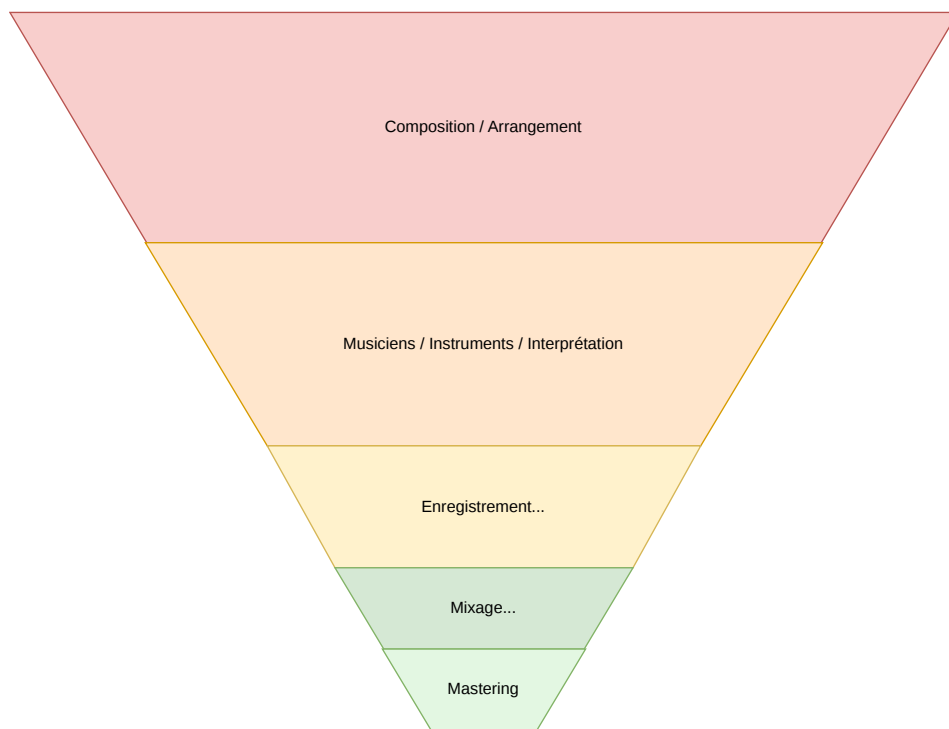 Composition / Arrangement
Musiciens / Instruments / Interprétation
Enregistrement...
Mixage...
Mastering